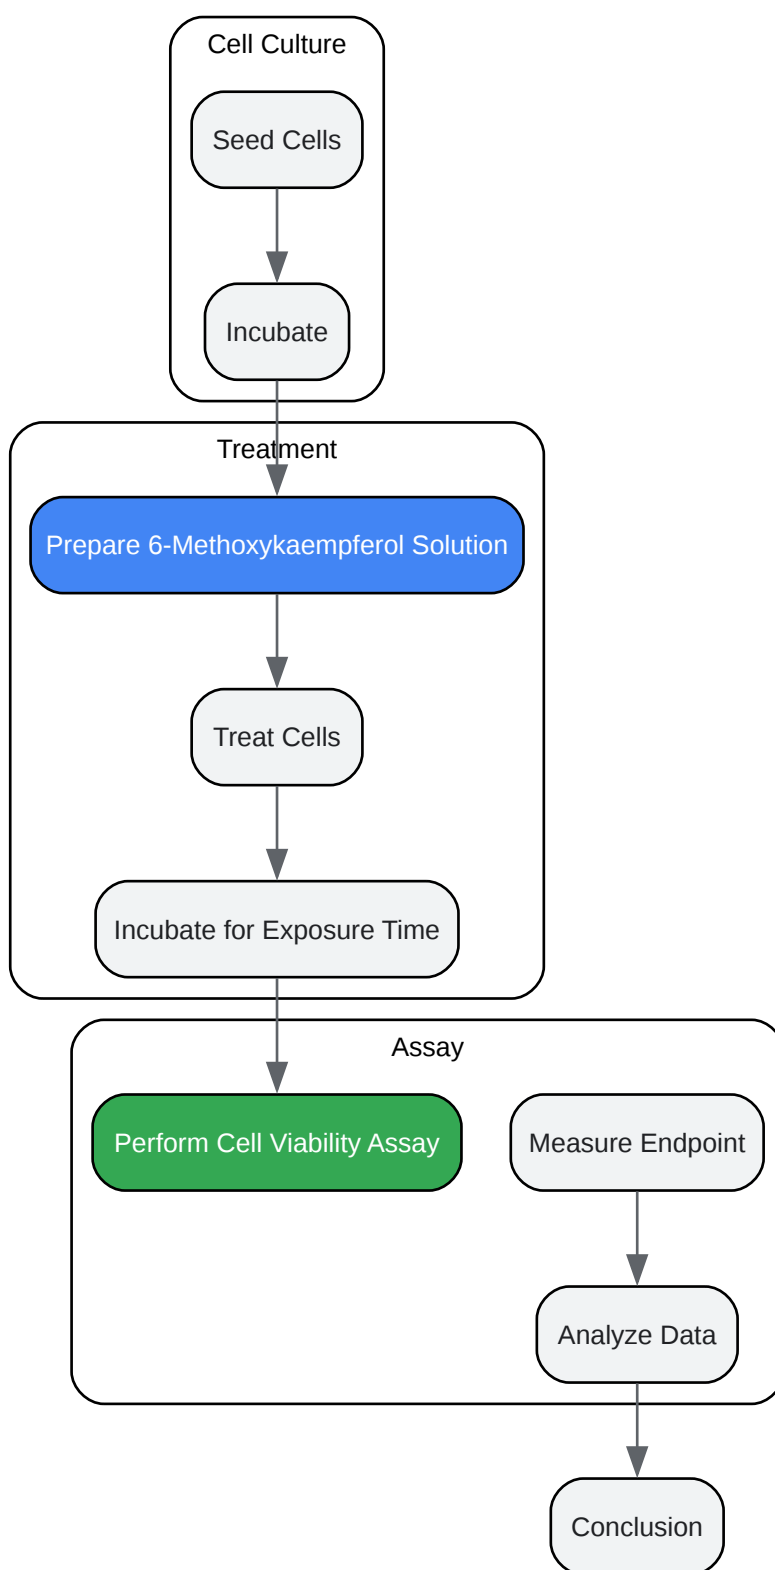 Cell Culture
Seed Cells
Incubate
Treatment
Prepare 6-Methoxykaempferol Solution
Treat Cells
Incubate for Exposure Time
Assay
Perform Cell Viability Assay
Measure Endpoint
Analyze Data
Conclusion